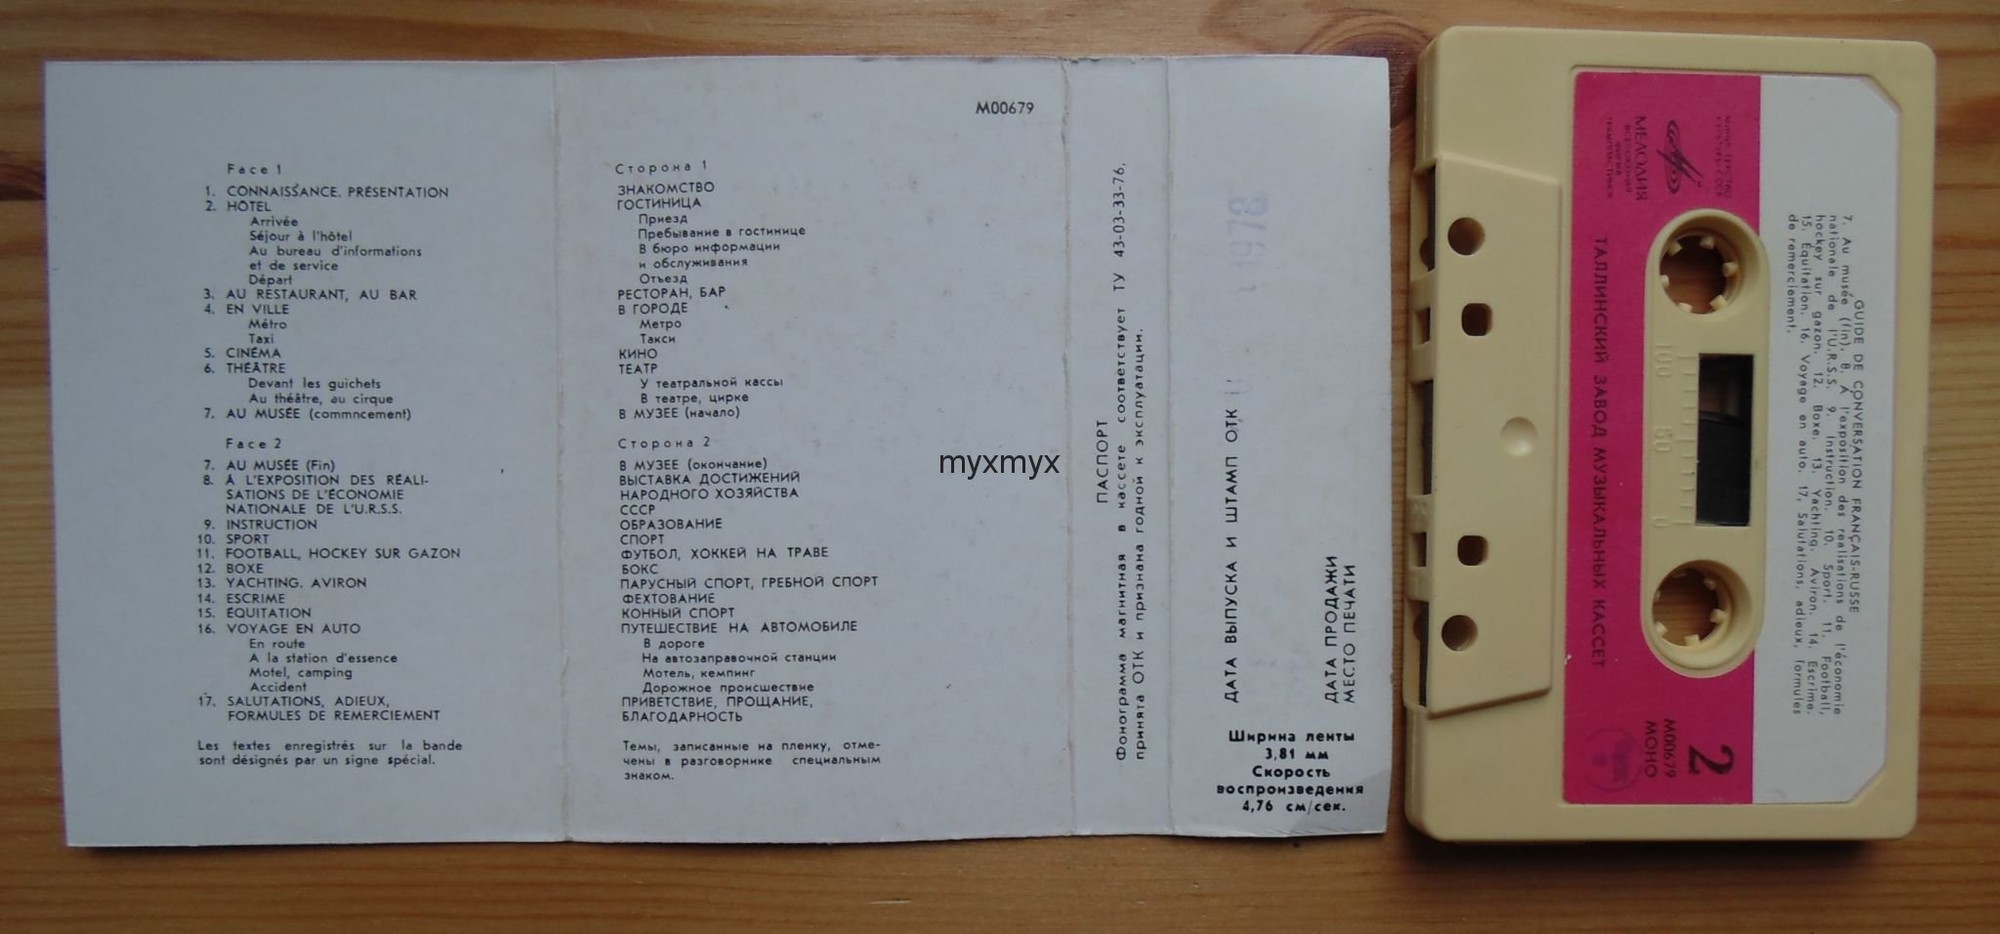 Face 1
1. CONNAISSANCE. PRÉSENTATION
2. HÔTEL
Arrivée
Séjour à l'hôtel
Au bureau d'informations
et de service
Départ
3. AU RESTAURANT, AU BAR
4. EN VILLE
Métro
Taxi
5. CINÉMA
6. THÉÂTRE
Devant les guichets
Au théâtre, au cirque
7. AU MUSÉE (commncement)
Face 2
7. AU MUSÉE (Fin)
8. A L'EXPOSITION DES RÉALI-
SATIONS DE L'ÉCONOMIE
NATIONALE DE L'U.R.S.S.
9. INSTRUCTION
10. SPORT
11. FOOTBALL, HOCKEY SUR GAZON
12. BOXE
13. YACHTING. AVIRON
14. ESCRIME
15. ÉQUITATION
16. VOYAGE EN AUTO
En route
A la station d'essence
Motel, camping
Accident
17. SALUTATIONS, ADIEUX,
FORMULES DE REMERCIEMENT
Les textes enregistrés sur la bande
sont désignés par un signe spécial.
М00679
Сторона 1
ЗНАКОМСТВО
ГОСТИНИЦА
Приезд
Пребывание в гостинице
В бюро информации
и обслуживания
Отъезд
РЕСТОРАН, БАР
В ГОРОДЕ
Метро
Такси
КИНО
ТЕАТР
У театральной кассы
В театре, цирке
В МУЗЕЕ (начало)
Сторона 2
В МУЗЕЕ (окончание)
ВЫСТАВКА ДОСТИЖЕНИЙ
НАРОДНОГО ХОЗЯЙСТВА
СССР
ОБРАЗОВАНИЕ
СПОРТ
ФУТБОЛ, ХОККЕЙ НА ТРАВЕ
БОКС
ПАРУСНЫЙ СПОРТ, ГРЕБНОЙ СПОРТ
ФЕХТОВАНИЕ
КОННЫЙ СПОРТ
ПУТЕШЕСТВИЕ НА АВТОМОБИЛЕ
В дороге
На автозаправочной станции
Мотель, кемпинг
Дорожное происшествие
ПРИВЕТСТВИЕ, ПРОЩАНИЕ,
БЛАГОДАРНОСТЬ
Темы, записанные на пленку, отме-
чены в разговорнике специальным
знаком.
myxmyx
ПАСПОРТ
Фонограмма магнитная в кассете соответствует ТУ 43-03-33-76,
принята ОТК и признана годной к эксплуатации.
ДАТА ВЫПУСКА И ШТАМП ОТК
1978
ДАТА ПРОДАЖИ
МЕСТО ПЕЧАТИ
Ширина ленты
3,81 мм
Скорость
воспроизведения
4,76 см/сек.
GUIDE DE CONVERSATION FRANÇAIS-RUSSE
7. Au musée (fin). 8. A l'exposition des réalisations de l'économie
nationale de l'U.R.S.S. 9. Instruction. 10. Sport. 11. Football,
hockey sur gazon. 12. Boxe. 13. Yachting. Aviron. 14. Escrime.
15. Équitation. 16. Voyage en auto. 17. Salutations, adieux, formules
de remerciement.
100 50 0
МИНИСТЕРСТВО
КУЛЬТУРЫ СССР
МЕЛОДИЯ
ВСЕСОЮЗНАЯ
ФИРМА
ГРАМПЛАСТИНОК
ТАЛЛИНСКИЙ ЗАВОД МУЗЫКАЛЬНЫХ КАССЕТ
2
М00679
МОНО